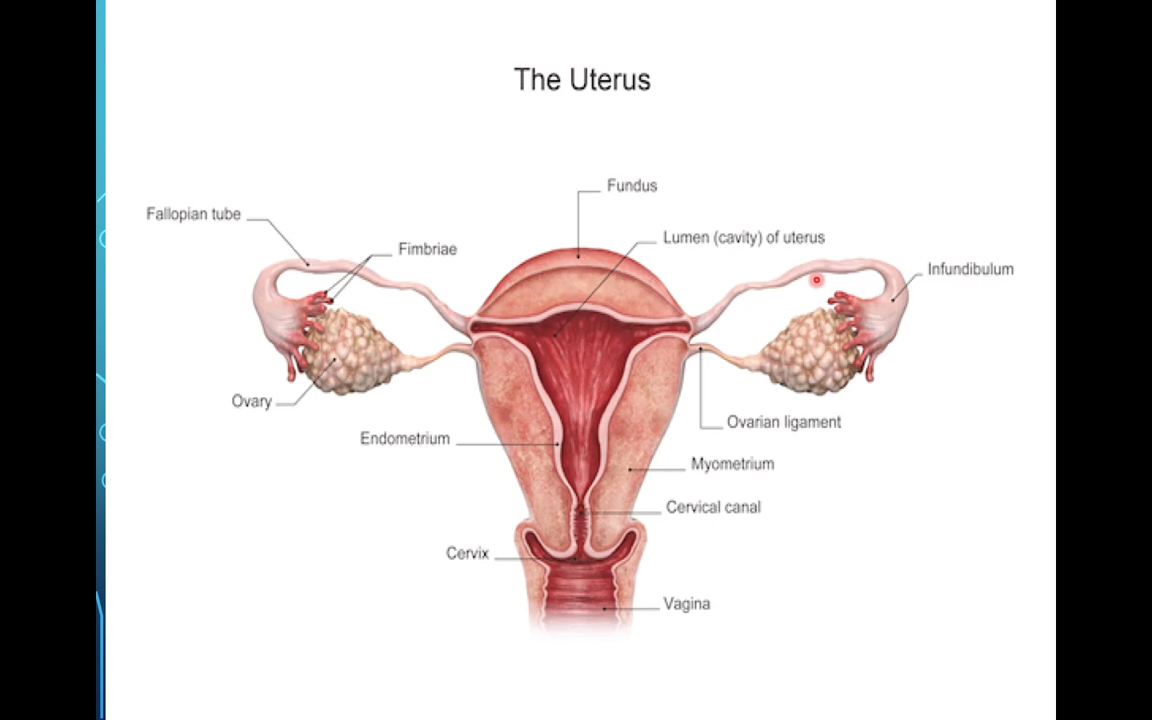 The Uterus
Fundus
Fallopian tube
Lumen (cavity) of uterus
Fimbriae
Infundibulum
Ovary
Ovarian ligament
Endometrium
Myometrium
Cervical canal
Cervix
Vagina